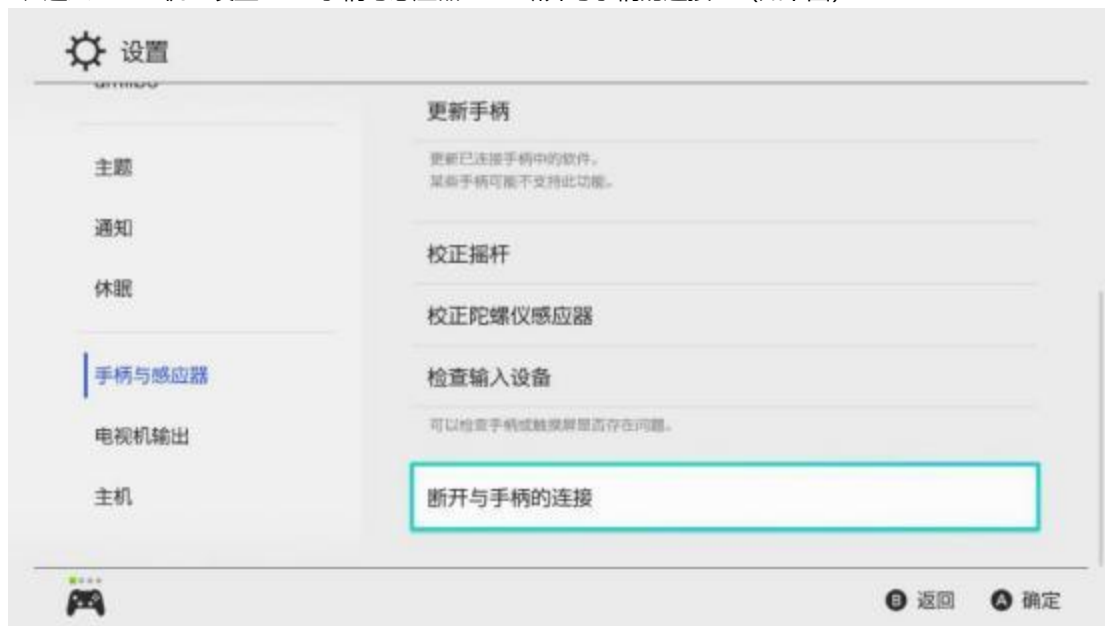 设置
amiibo
主题
通知
休眠
手柄与感应器
电视机输出
主机
更新手柄
更新已连接手柄中的软件。
某些手柄可能不支持此功能。
校正摇杆
校正陀螺仪感应器
检查输入设备
可以检查手柄或触摸屏是否存在问题。
断开与手柄的连接
B 返回 A 确定